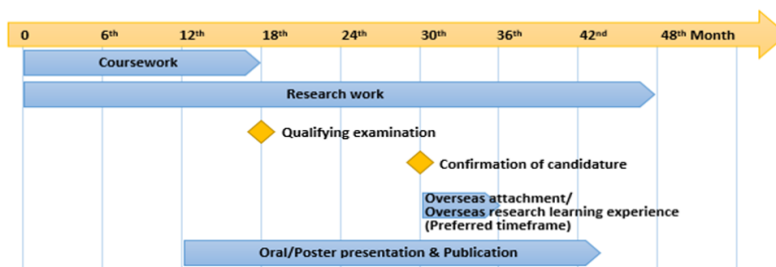 0 6th 12th 18th 24th 30th 36th 42nd 48th Month
Coursework
Research work
Qualifying examination
Confirmation of candidature
Overseas attachment/
Overseas research learning experience
(Preferred timeframe)
Oral/Poster presentation & Publication